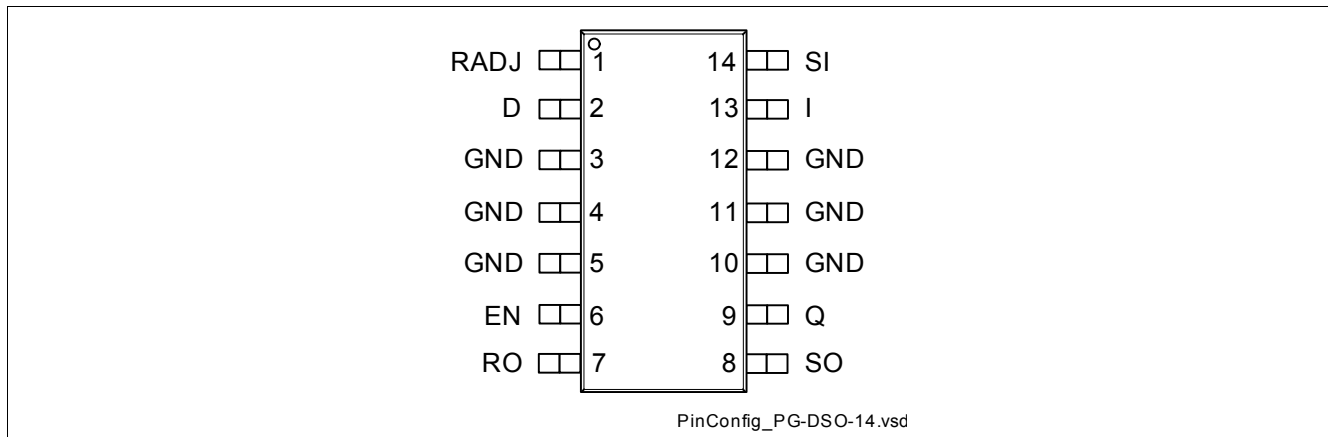 RADJ 1 14 SI
D 2 13 I
GND 3 12 GND
GND 4 11 GND
GND 5 10 GND
EN 6 9 Q
RO 7 8 SO
PinConfig_PG-DSO-14.vsd